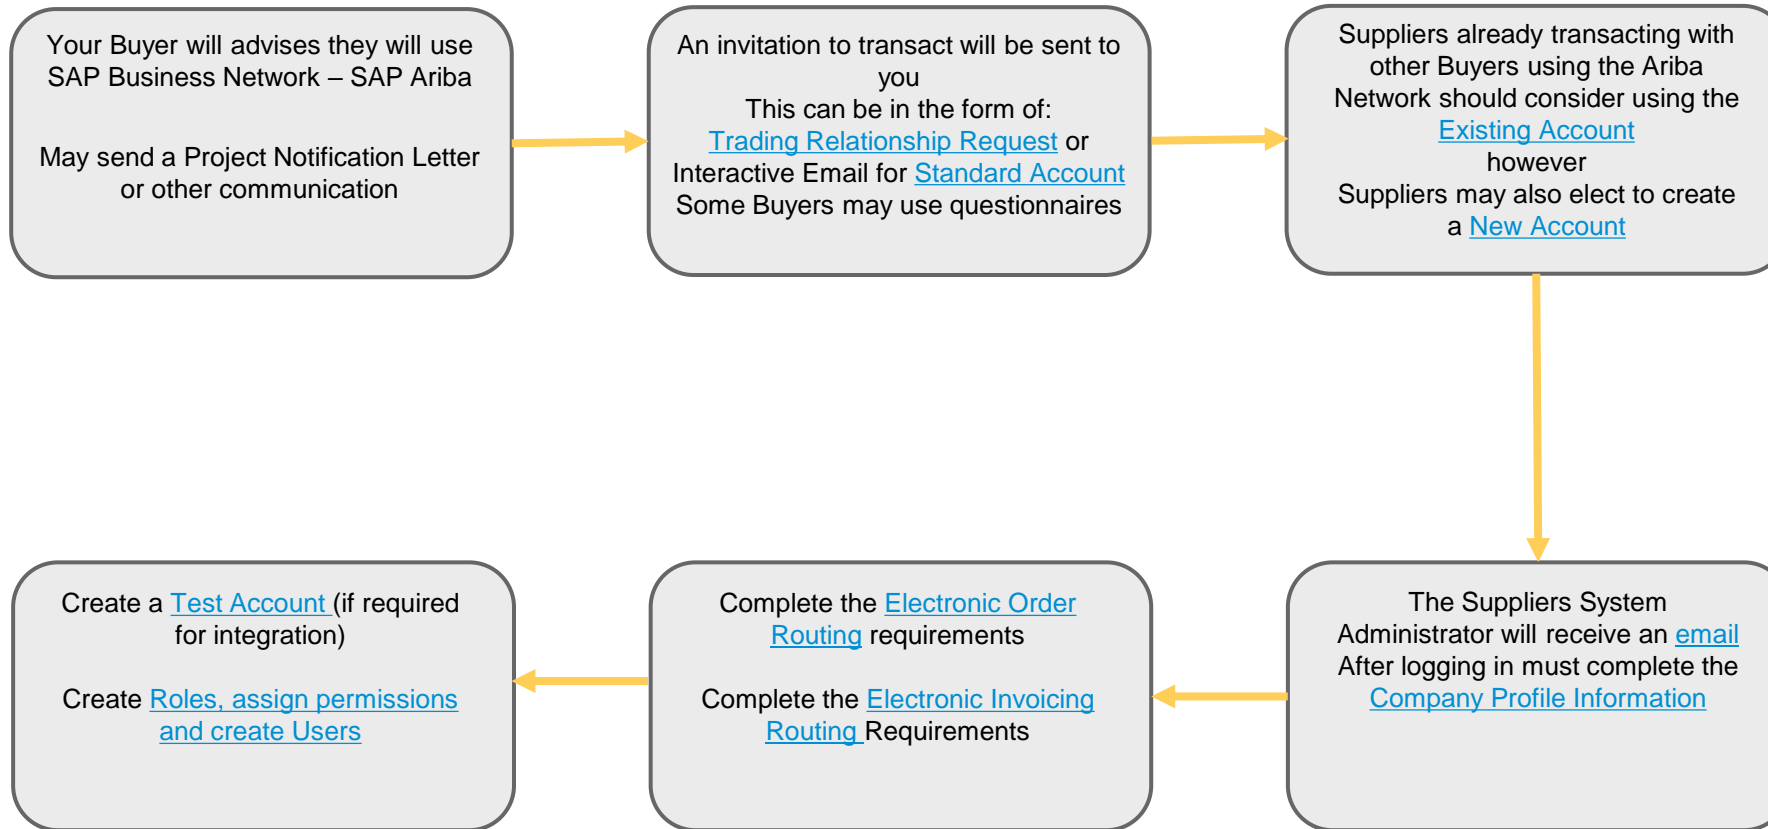 Your Buyer will advises they will use
SAP Business Network – SAP Ariba
May send a Project Notification Letter
or other communication
An invitation to transact will be sent to
you
This can be in the form of:
Trading Relationship Request or
Interactive Email for Standard Account
Some Buyers may use questionnaires
Suppliers already transacting with
other Buyers using the Ariba
Network should consider using the
Existing Account
however
Suppliers may also elect to create
a New Account
The Suppliers System
Administrator will receive an email
After logging in must complete the
Company Profile Information
Complete the Electronic Order
Routing requirements
Complete the Electronic Invoicing
Routing Requirements
Create a Test Account (if required
for integration)
Create Roles, assign permissions
and create Users